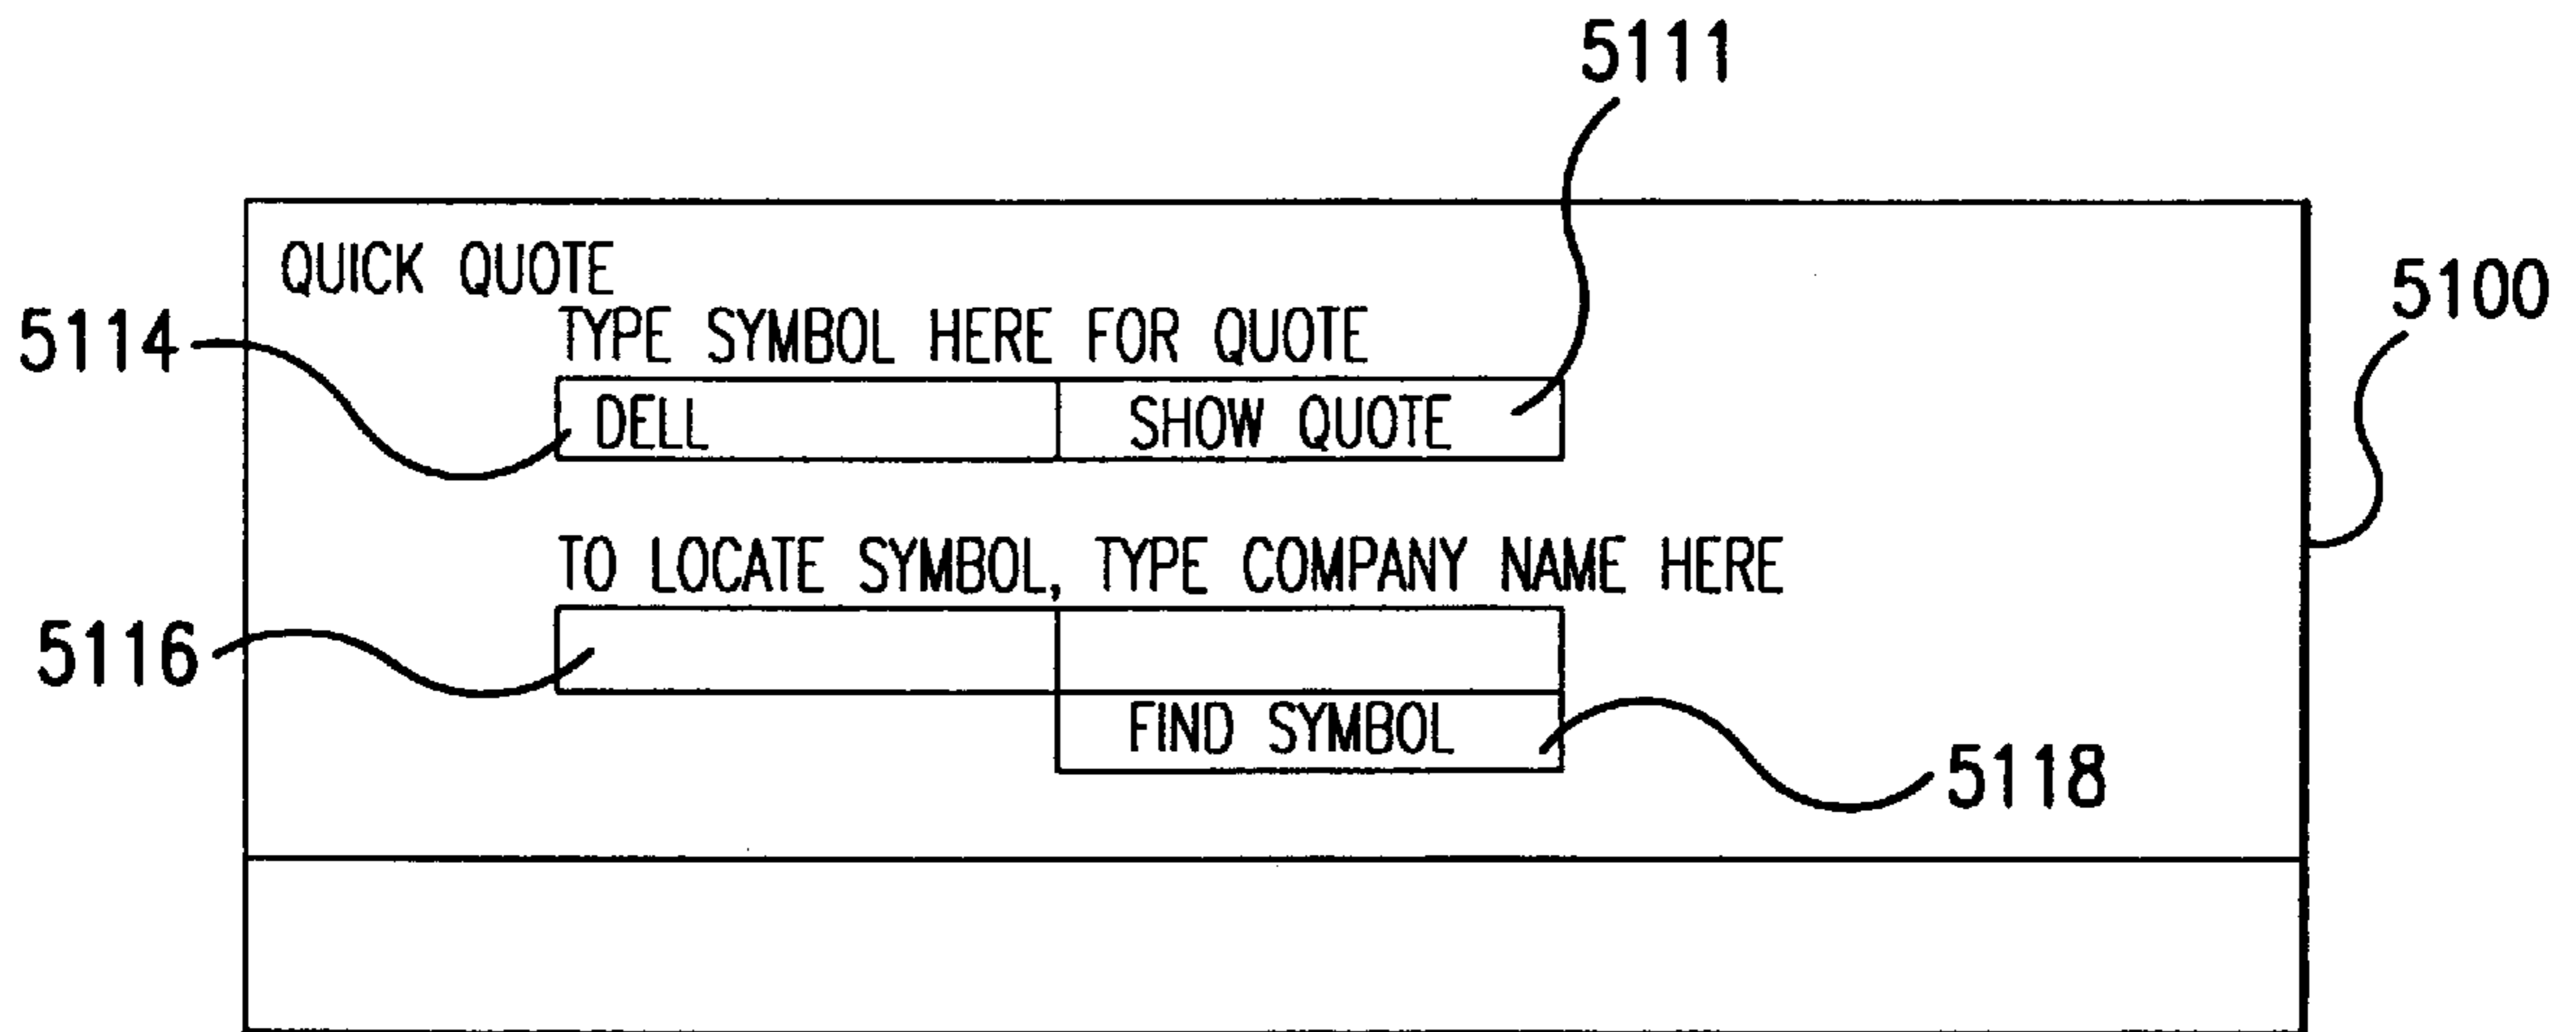 5111
QUICK QUOTE
5100
TYPE SYMBOL HERE FOR QUOTE
5114
DELL SHOW QUOTE
TO LOCATE SYMBOL, TYPE COMPANY NAME HERE
5116
FIND SYMBOL
5118